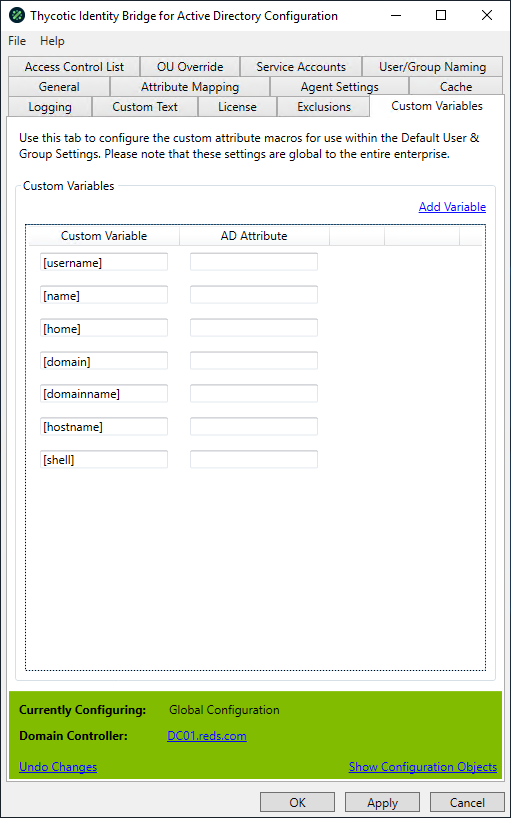 Thycotic Identity Bridge for Active Directory Configuration
File Help
Access Control List OU Override Service Accounts User/Group Naming
General Attribute Mapping Agent Settings Cache
Logging Custom Text License Exclusions Custom Variables
Use this tab to configure the custom attribute macros for use within the Default User &
Group Settings. Please note that these settings are global to the entire enterprise.
Custom Variables
Add Variable
Custom Variable AD Attribute
[username]
[name]
[home]
[domain]
[domainname]
[hostname]
[shell]
Currently Configuring: Global Configuration
Domain Controller: DC01.reds.com
Undo Changes Show Configuration Objects
OK Apply Cancel